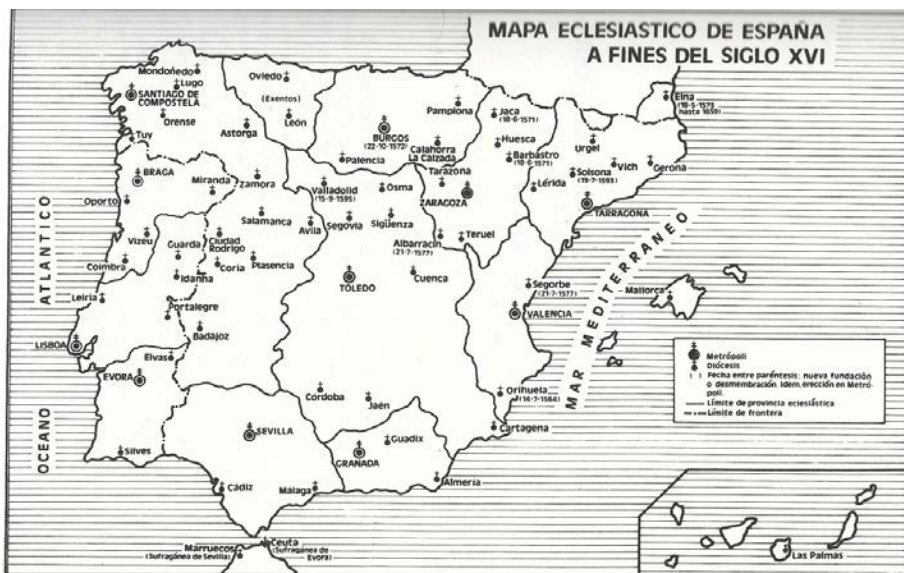 MAPA ECLESIASTICO DE ESPAÑA
A FINES DEL SIGLO XVI
Mondoñedo
Lugo
SANTIAGO DE
COMPOSTELA
Orense
Tuy
Oviedo
(Exentos)
León
Astorga
BURGOS
(22-10-1572)
Palencia
Pamplona
Calahorra
La Calzada
Jaca
(18-6-1571)
Huesca
Barbastro
(18-6-1571)
Tarazona
ZARAGOZA
Elna
(18-5-1573
hasta 1659)
Urgel
Solsona
(19-7-1593)
Vich
Gerona
Lérida
TARRAGONA
BRAGA
Miranda
Oporto
Zamora
Valladolid
(15-9-1595)
Osma
Salamanca
Avila
Segovia
Sigüenza
Albarracín
(21-7-1577)
Teruel
Vizeu
Guarda
Ciudad
Rodrigo
Coimbra
Idanha
Coria
Plasencia
TOLEDO
Cuenca
Segorbe
(21-7-1577)
VALENCIA
Mallorca
Leiria
Portalegre
Badajoz
LISBOA
Elvas
EVORA
Silves
Córdoba
Jaén
Orihuela
(14-7-1564)
Cartagena
SEVILLA
GRANADA
Guadix
Almería
Málaga
Cádiz
Ceuta
(Sufragánea de
Evora)
Marruecos
(Sufragánea de Sevilla)
OCEANO ATLANTICO
MAR MEDITERRANEO
Metrópoli
Diócesis
( ) Fecha entre paréntesis: nueva fundación
o desmembración. Idem. erección en Metró-
poli.
Límite de provincia eclesiástica
Límite de frontera
Las Palmas